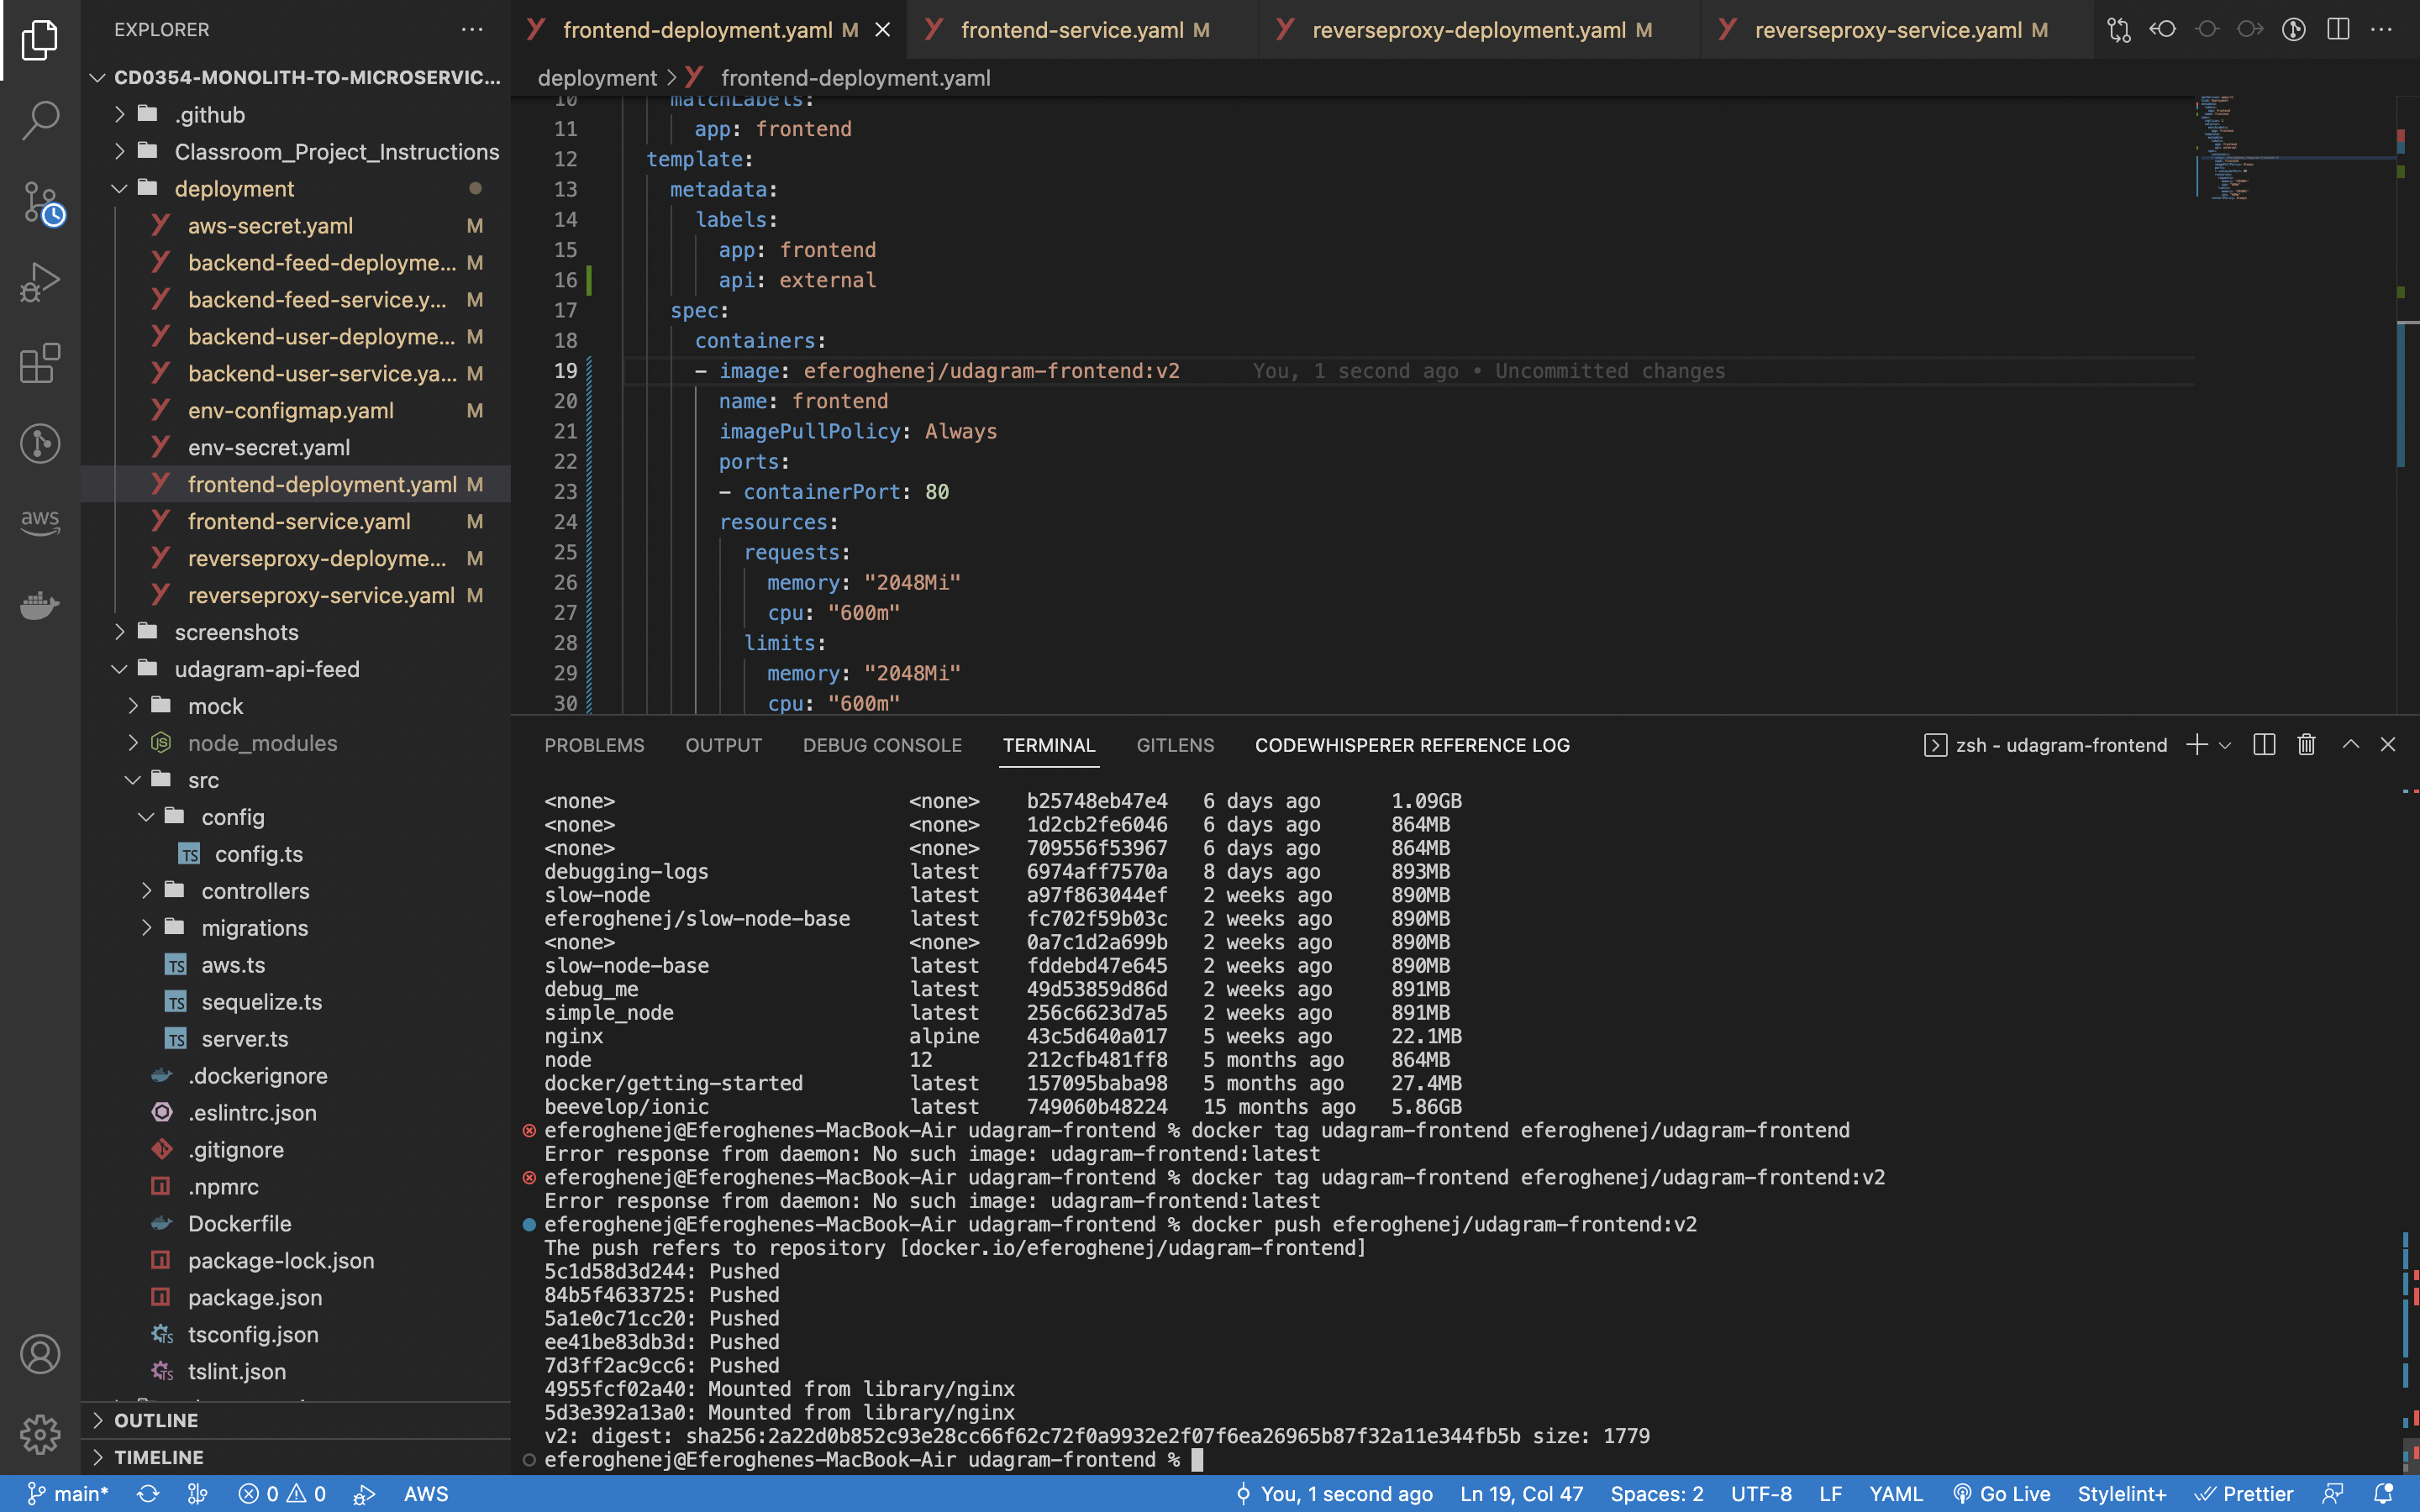 EXPLORER
CD0354-MONOLITH-TO-MICROSERVIC...
.github
Classroom_Project_Instructions
deployment
aws-secret.yaml M
backend-feed-deployme... M
backend-feed-service.y... M
backend-user-deployme... M
backend-user-service.ya... M
env-configmap.yaml M
env-secret.yaml
frontend-deployment.yaml M
frontend-service.yaml M
reverseproxy-deployme... M
reverseproxy-service.yaml M
screenshots
udagram-api-feed
mock
node_modules
src
config
TS config.ts
controllers
migrations
TS aws.ts
TS sequelize.ts
TS server.ts
.dockerignore
.eslintrc.json
.gitignore
.npmrc
Dockerfile
package-lock.json
package.json
tsconfig.json
tslint.json
OUTLINE
TIMELINE
aws
frontend-deployment.yaml M
frontend-service.yaml M
reverseproxy-deployment.yaml M
reverseproxy-service.yaml M
deployment > frontend-deployment.yaml
10 matchLabels:
11 app: frontend
12 template:
13 metadata:
14 labels:
15 app: frontend
16 api: external
17 spec:
18 containers:
19 - image: eferoghenej/udagram-frontend:v2 You, 1 second ago • Uncommitted changes
20 name: frontend
21 imagePullPolicy: Always
22 ports:
23 - containerPort: 80
24 resources:
25 requests:
26 memory: "2048Mi"
27 cpu: "600m"
28 limits:
29 memory: "2048Mi"
30 cpu: "600m"
PROBLEMS OUTPUT DEBUG CONSOLE TERMINAL GITLENS CODEWHISPERER REFERENCE LOG zsh - udagram-frontend
<none> <none> b25748eb47e4 6 days ago 1.09GB
<none> <none> 1d2cb2fe6046 6 days ago 864MB
<none> <none> 709556f53967 6 days ago 864MB
debugging-logs latest 6974aff7570a 8 days ago 893MB
slow-node latest a97f863044ef 2 weeks ago 890MB
eferoghenej/slow-node-base latest fc702f59b03c 2 weeks ago 890MB
<none> <none> 0a7c1d2a699b 2 weeks ago 890MB
slow-node-base latest fddebd47e645 2 weeks ago 890MB
debug_me latest 49d53859d86d 2 weeks ago 891MB
simple_node latest 256c6623d7a5 2 weeks ago 891MB
nginx alpine 43c5d640a017 5 weeks ago 22.1MB
node 12 212cfb481ff8 5 months ago 864MB
docker/getting-started latest 157095baba98 5 months ago 27.4MB
beevelop/ionic latest 749060b48224 15 months ago 5.86GB
eferoghenej@Eferoghenes-MacBook-Air udagram-frontend % docker tag udagram-frontend eferoghenej/udagram-frontend
Error response from daemon: No such image: udagram-frontend:latest
eferoghenej@Eferoghenes-MacBook-Air udagram-frontend % docker tag udagram-frontend eferoghenej/udagram-frontend:v2
Error response from daemon: No such image: udagram-frontend:latest
eferoghenej@Eferoghenes-MacBook-Air udagram-frontend % docker push eferoghenej/udagram-frontend:v2
The push refers to repository [docker.io/eferoghenej/udagram-frontend]
5c1d58d3d244: Pushed
84b5f4633725: Pushed
5a1e0c71cc20: Pushed
ee41be83db3d: Pushed
7d3ff2ac9cc6: Pushed
4955fcf02a40: Mounted from library/nginx
5d3e392a13a0: Mounted from library/nginx
v2: digest: sha256:2a22d0b852c93e28cc66f62c72f0a9932e2f07f6ea26965b87f32a11e344fb5b size: 1779
eferoghenej@Eferoghenes-MacBook-Air udagram-frontend %
main* 0 0 AWS You, 1 second ago Ln 19, Col 47 Spaces: 2 UTF-8 LF YAML Go Live Stylelint+ Prettier